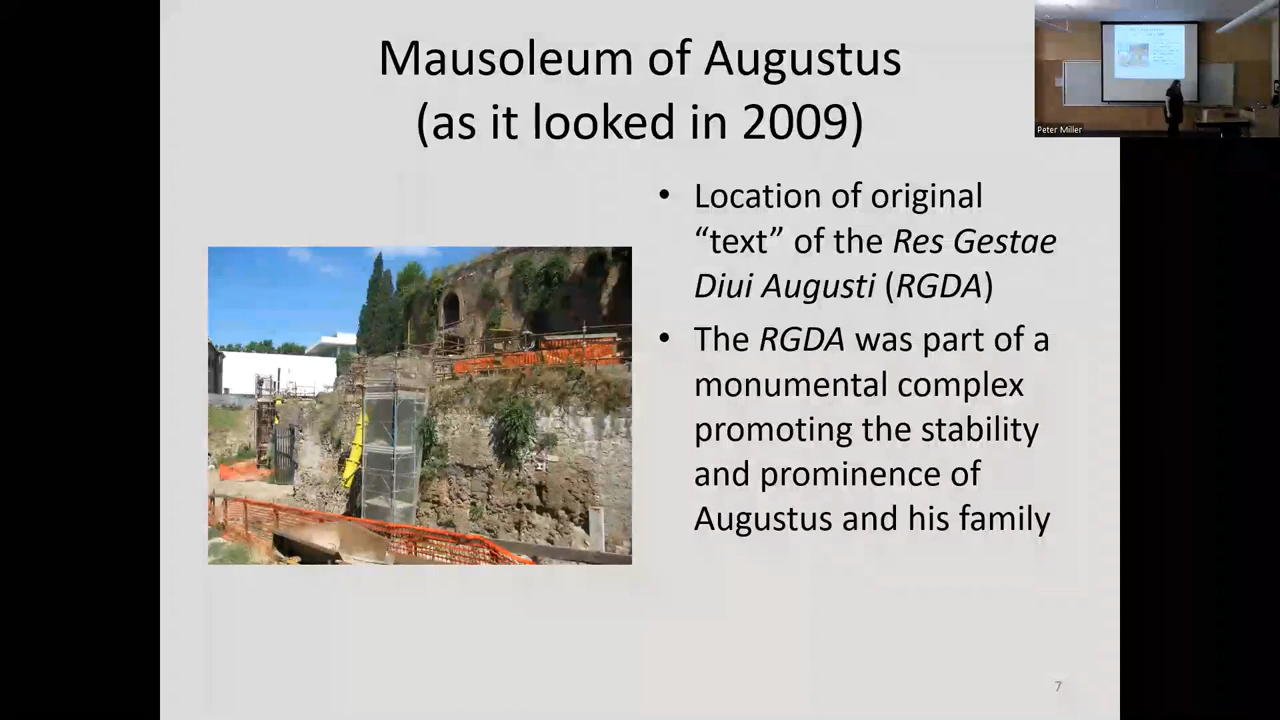 Mausoleum of Augustus
(as it looked in 2009)
Peter Miller
• Location of original
“text” of the Res Gestae
Diui Augusti (RGDA)
• The RGDA was part of a
monumental complex
promoting the stability
and prominence of
Augustus and his family
7